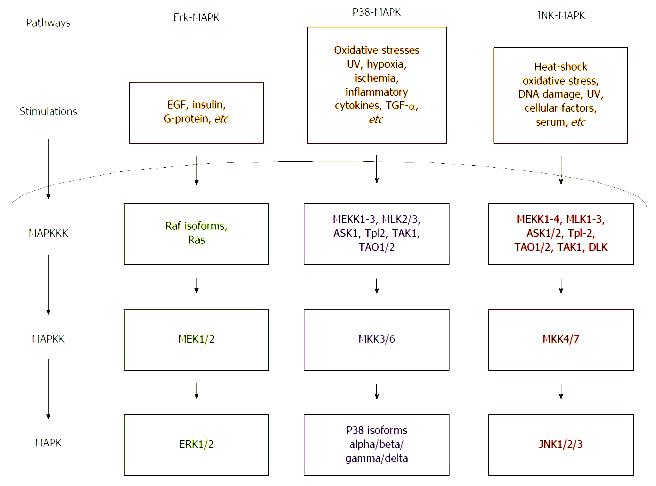 Pathways
Erk-MAPK
P38-MAPK
JNK-MAPK
Stimulations
EGF, insulin,
G-protein, etc
Oxidative stresses
UV, hypoxia,
ischemia,
inflammatory
cytokines, TGF-α,
etc
Heat-shock
oxidative stress,
DNA damage, UV,
cellular factors,
serum, etc
MAPKKK
Raf isoforms,
Ras
MEKK1-3, MLK2/3,
ASK1, Tpl2, TAK1,
TAO1/2
MEKK1-4, MLK1-3,
ASK1/2, Tpl-2,
TAO1/2, TAK1, DLK
MAPKK
MEK1/2
MKK3/6
MKK4/7
MAPK
ERK1/2
P38 isoforms
alpha/beta/
gamma/delta
JNK1/2/3